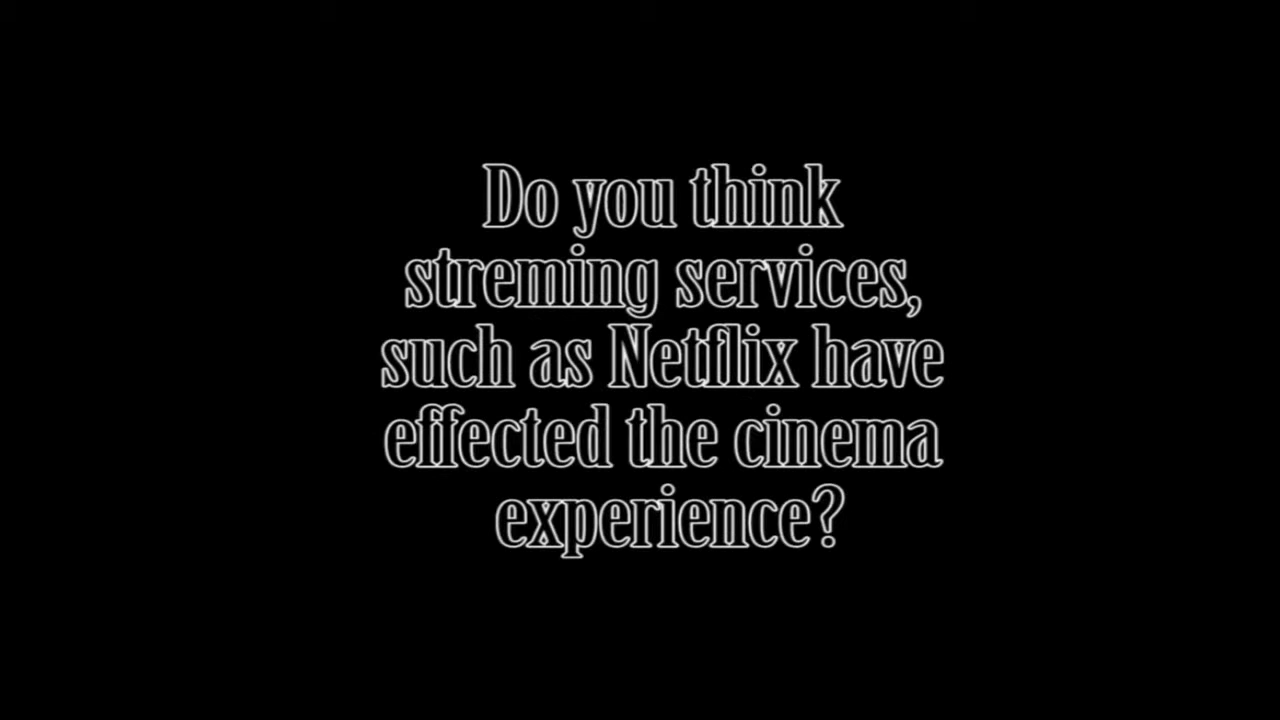 Do you think
streming services,
such as Netflix have
effected the cinema
experience?